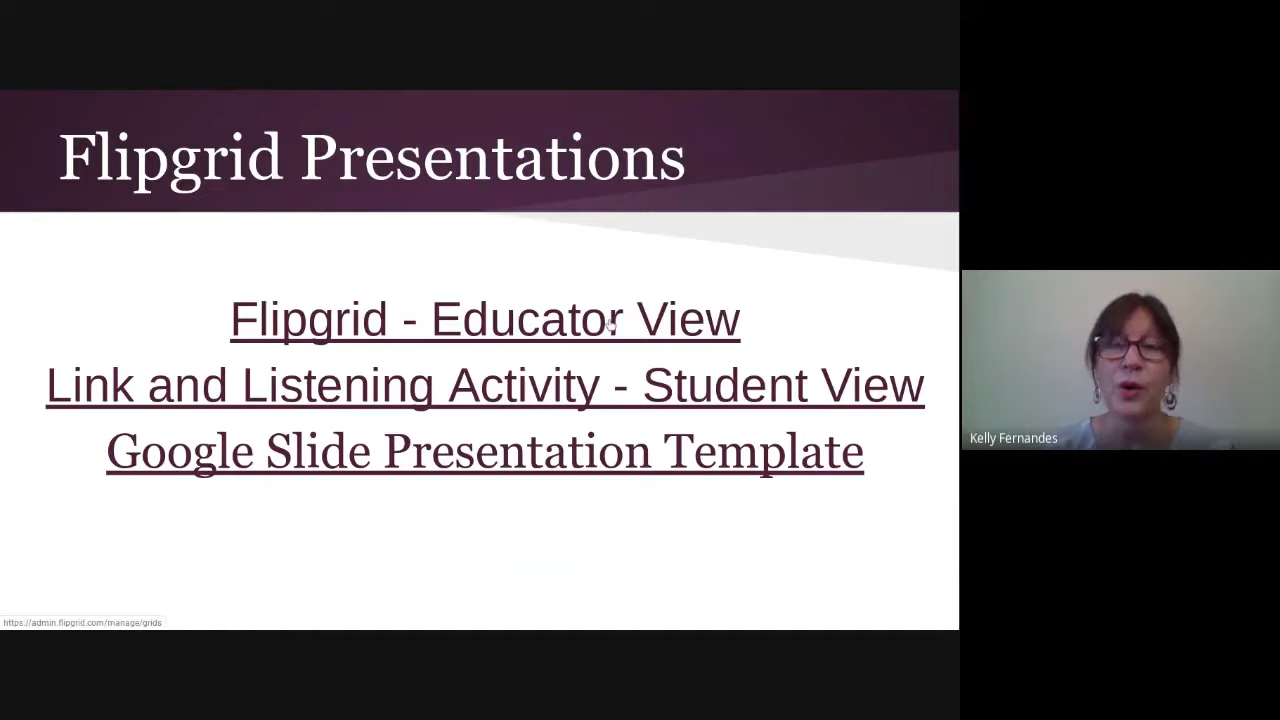 Flipgrid Presentations
Flipgrid - Educator View
Link and Listening Activity - Student View
Google Slide Presentation Template
Kelly Fernandes
https://admin.flipgrid.com/manage/grids